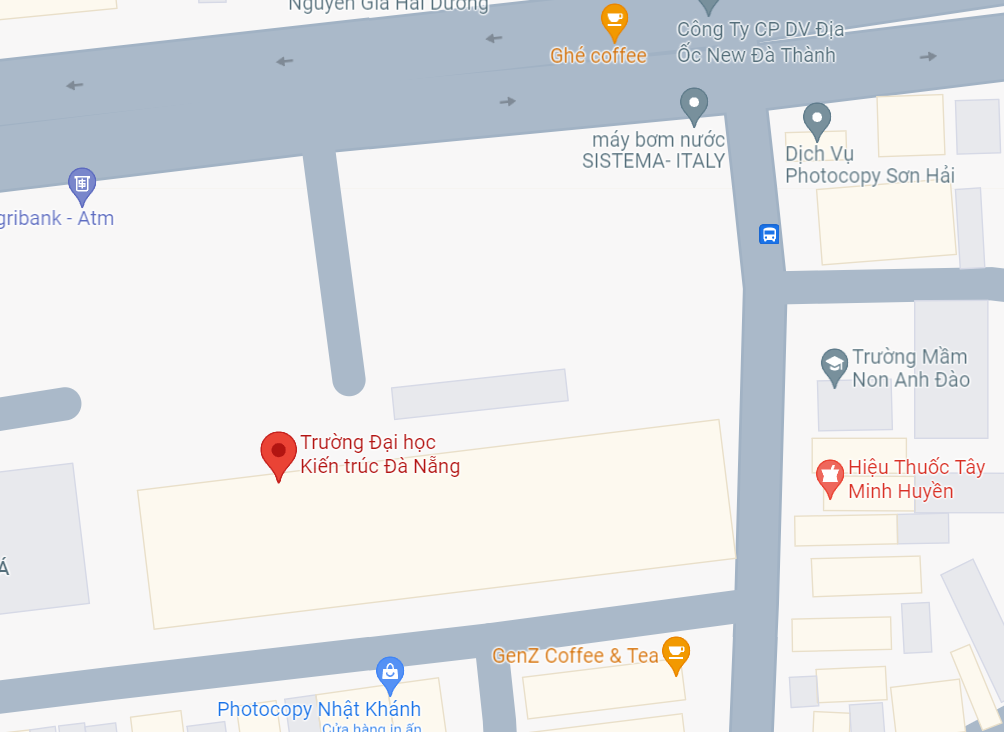 Nguyễn Gia Hải Dương
Ghé coffee
Công Ty CP DV Địa
Ốc New Đà Thành
máy bơm nước
SISTEMA- ITALY
Dịch Vụ
Photocopy Sơn Hải
gribank - Atm
Trường Mầm
Non Anh Đào
Trường Đại học
Kiến trúc Đà Nẵng
Hiệu Thuốc Tây
Minh Huyền
Á
GenZ Coffee & Tea
Photocopy Nhật Khánh
Cửa hàng in ấn